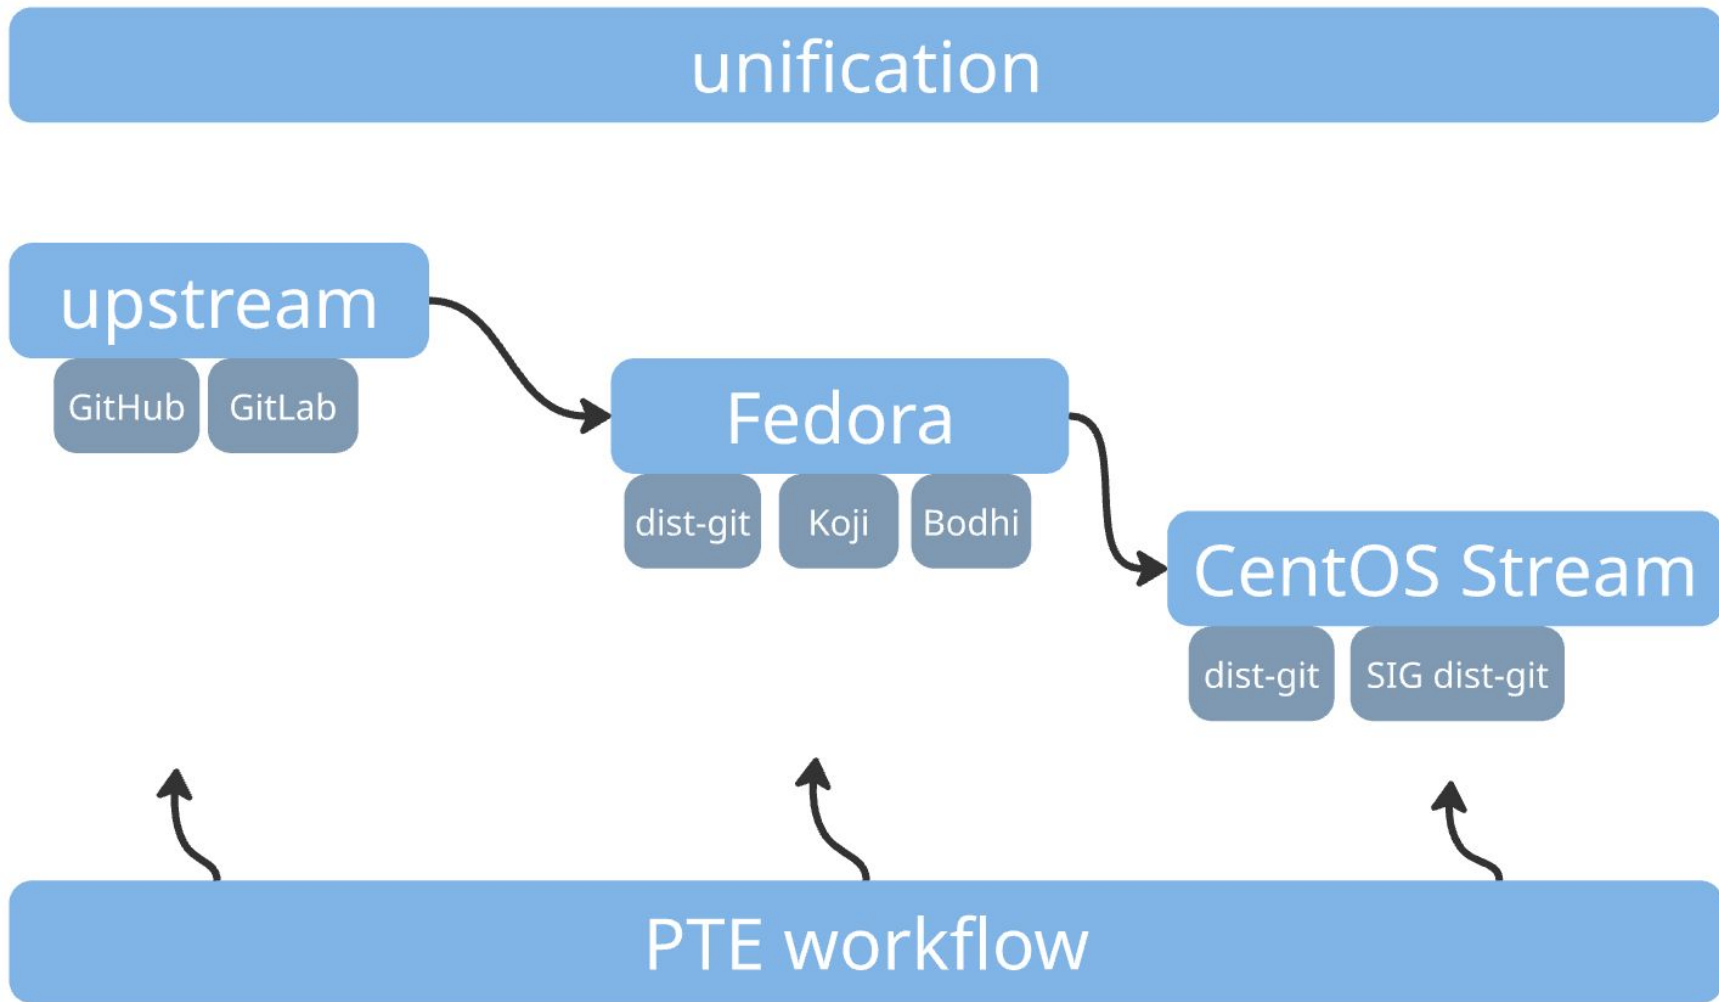 unification
upstream
GitHub
GitLab
Fedora
dist-git
Koji
Bodhi
CentOS Stream
dist-git
SIG dist-git
PTE workflow